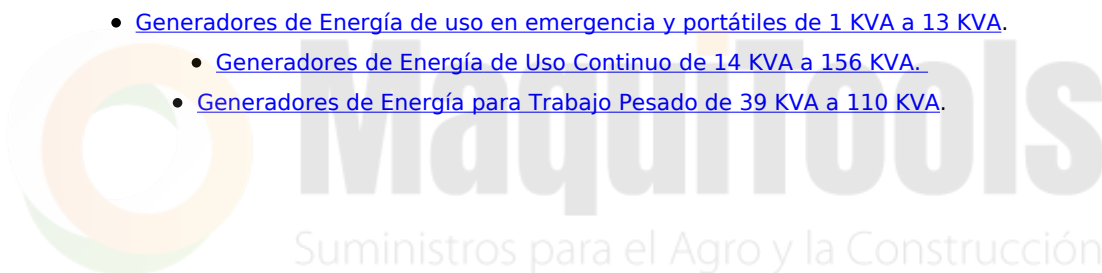 • Generadores de Energía de uso en emergencia y portátiles de 1 KVA a 13 KVA.
• Generadores de Energía de Uso Continuo de 14 KVA a 156 KVA.
• Generadores de Energía para Trabajo Pesado de 39 KVA a 110 KVA.
MaquiTools
Suministros para el Agro y la Construcción